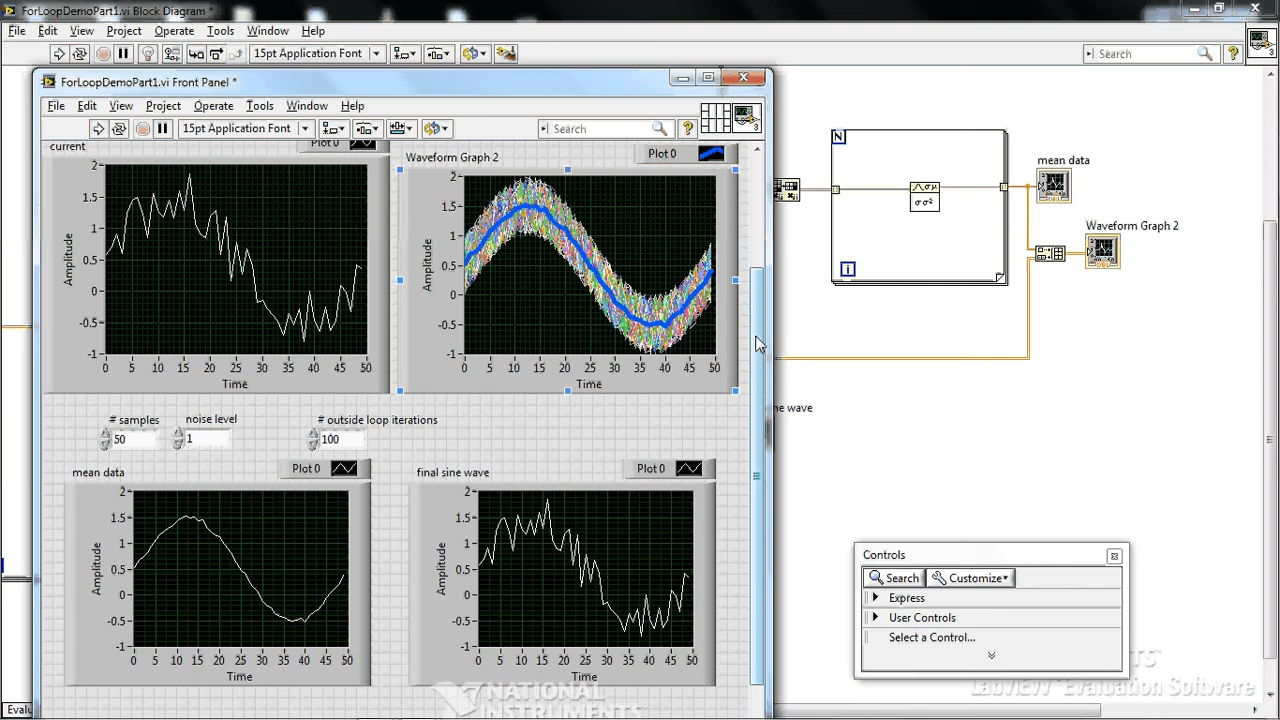 ForLoopDemoPart1.vi Block Diagram *
File Edit View Project Operate Tools Window Help
15pt Application Font
Search
3
ForLoopDemoPart1.vi Front Panel *
File Edit View Project Operate Tools Window Help
15pt Application Font
Search
3
current
Plot 0
Amplitude
2
1.5
1
0.5
0
-0.5
-1
0 5 10 15 20 25 30 35 40 45 50
Time
Waveform Graph 2
Plot 0
Amplitude
2
1.5
1
0.5
0
-0.5
-1
0 5 10 15 20 25 30 35 40 45 50
Time
# samples
50
noise level
1
# outside loop iterations
100
mean data
Plot 0
Amplitude
2
1.5
1
0.5
0
-0.5
-1
0 5 10 15 20 25 30 35 40 45 50
Time
final sine wave
Plot 0
Amplitude
2
1.5
1
0.5
0
-0.5
-1
0 5 10 15 20 25 30 35 40 45 50
Time
NATIONAL
INSTRUMENTS
N
i
σμ
σ σ²
mean data
DBL
Waveform Graph 2
DBL
ne wave
Controls
Search Customize
Express
User Controls
Select a Control...
LabVIEW Evaluation Software
Evalu